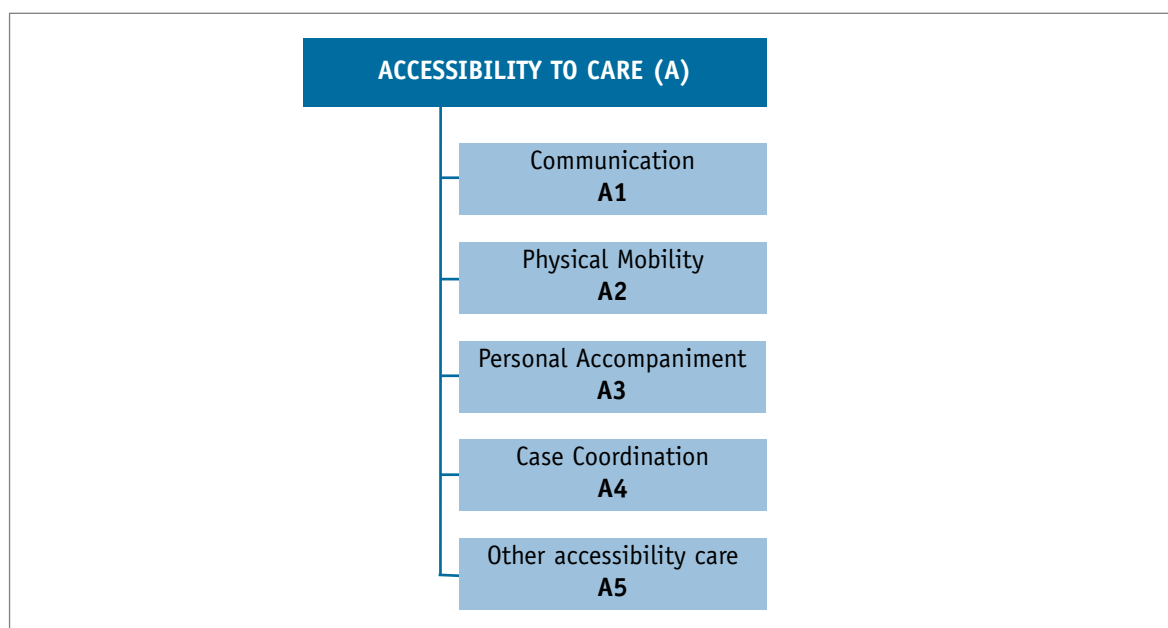 ACCESSIBILITY TO CARE (A)
Communication
A1
Physical Mobility
A2
Personal Accompaniment
A3
Case Coordination
A4
Other accessibility care
A5